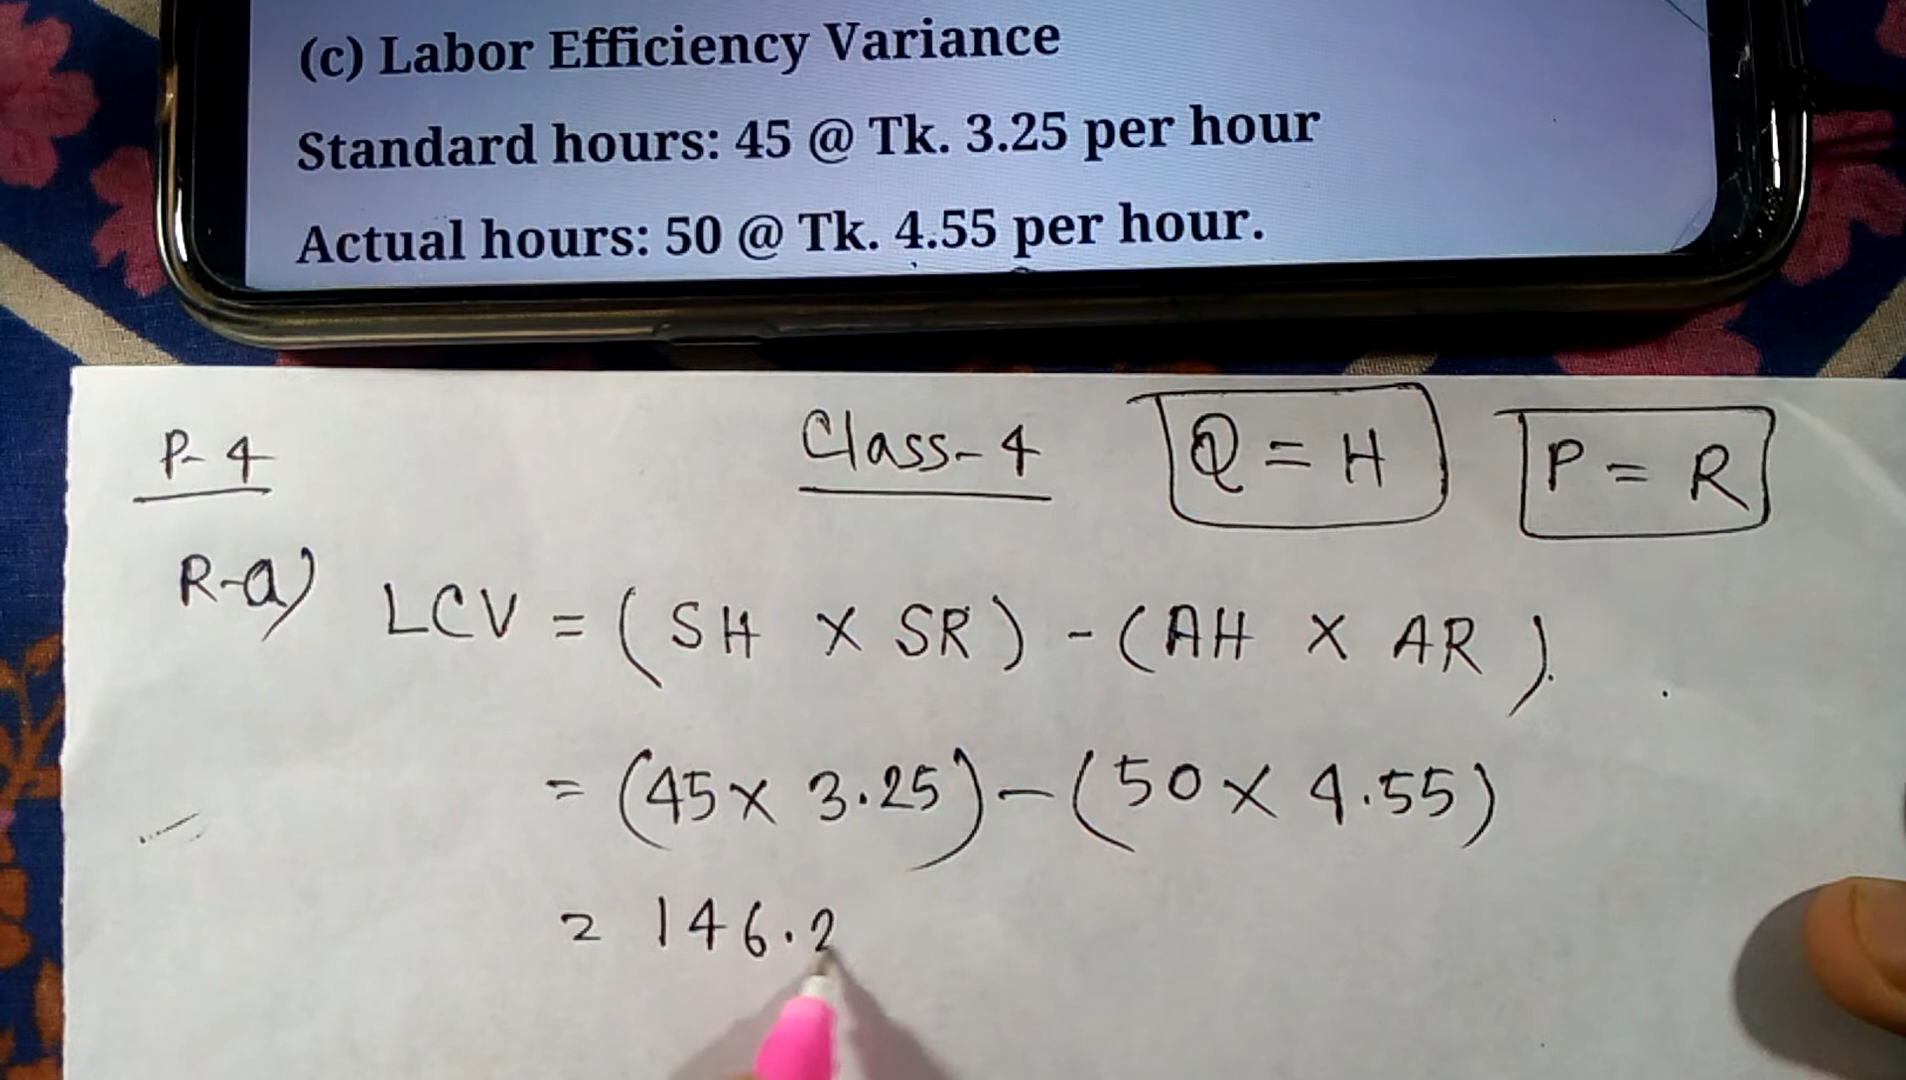 (c) Labor Efficiency Variance
Standard hours: 45 @ Tk. 3.25 per hour
Actual hours: 50 @ Tk. 4.55 per hour.
P-4 Class-4 Q = H P = R
R-a) LCV = (SH X SR) - (AH X AR).
= (45 x 3.25) - (50 x 4.55)
= 146.2